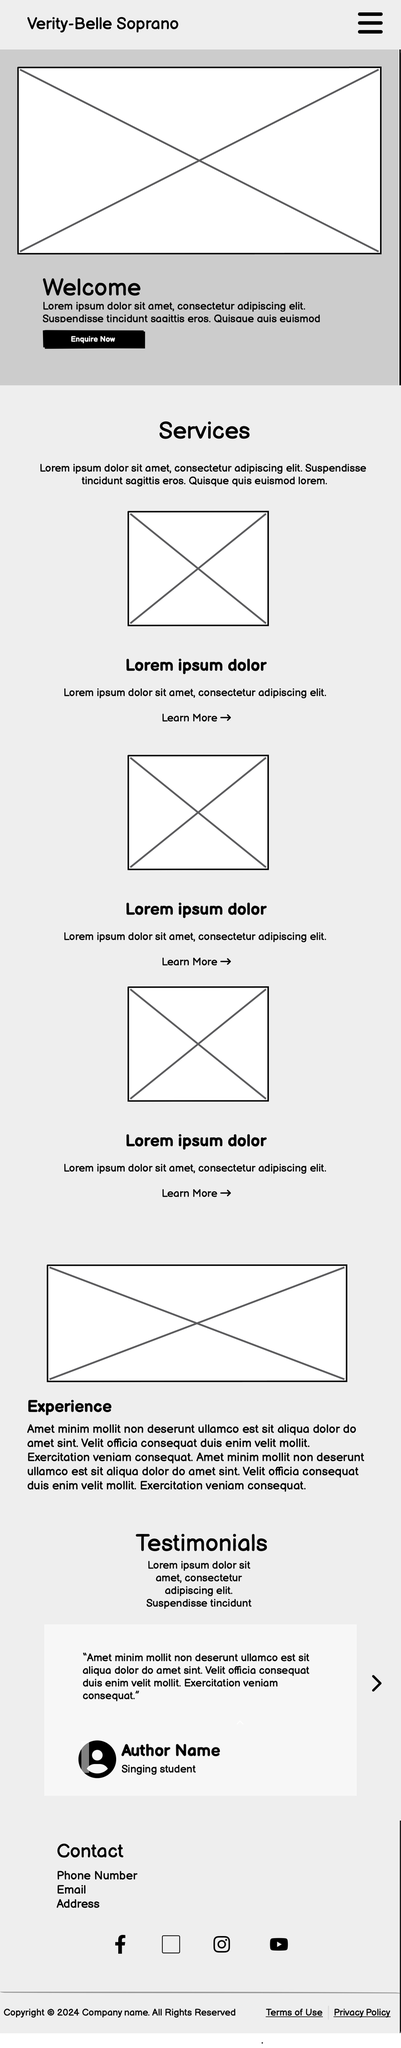 Verity-Belle Soprano
Welcome
Lorem ipsum dolor sit amet, consectetur adipiscing elit.
Suspendisse tincidunt sagittis eros. Quisque quis euismod
Enquire Now
Services
Lorem ipsum dolor sit amet, consectetur adipiscing elit. Suspendisse
tincidunt sagittis eros. Quisque quis euismod lorem.
Lorem ipsum dolor
Lorem ipsum dolor sit amet, consectetur adipiscing elit.
Learn More →
Lorem ipsum dolor
Lorem ipsum dolor sit amet, consectetur adipiscing elit.
Learn More →
Lorem ipsum dolor
Lorem ipsum dolor sit amet, consectetur adipiscing elit.
Learn More →
Experience
Amet minim mollit non deserunt ullamco est sit aliqua dolor do
amet sint. Velit officia consequat duis enim velit mollit.
Exercitation veniam consequat. Amet minim mollit non deserunt
ullamco est sit aliqua dolor do amet sint. Velit officia consequat
duis enim velit mollit. Exercitation veniam consequat.
Testimonials
Lorem ipsum dolor sit
amet, consectetur
adipiscing elit.
Suspendisse tincidunt
"Amet minim mollit non deserunt ullamco est sit
aliqua dolor do amet sint. Velit officia consequat
duis enim velit mollit. Exercitation veniam
consequat."
Author Name
Singing student
Contact
Phone Number
Email
Address
Copyright © 2024 Company name. All Rights Reserved
Terms of Use
Privacy Policy